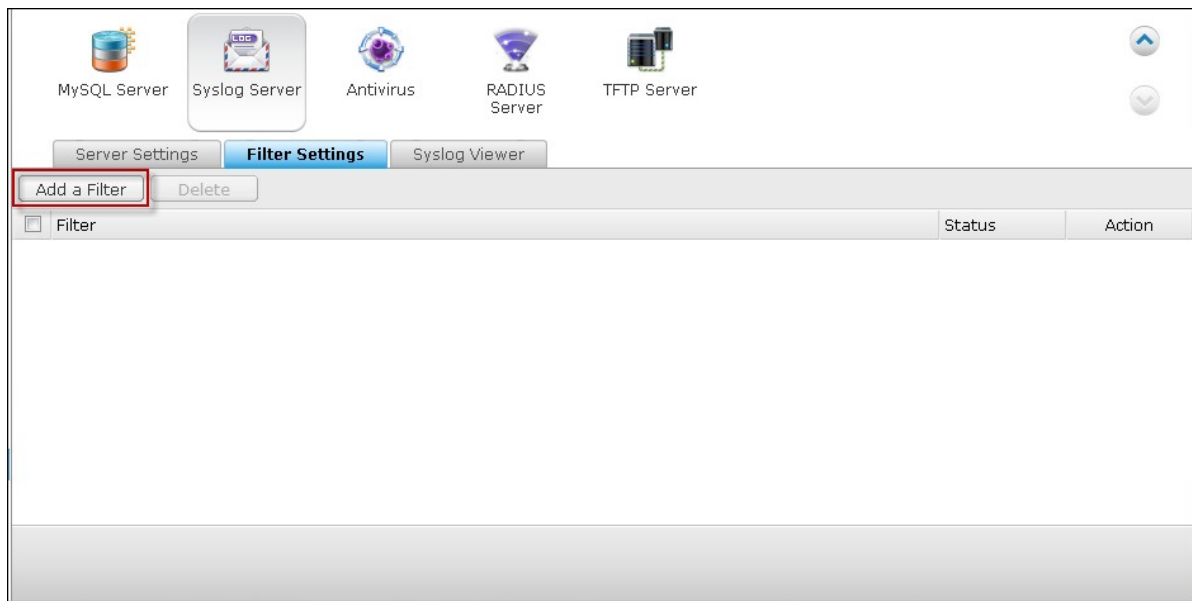 LOG
MySQL Server
Syslog Server
Antivirus
RADIUS
Server
TFTP Server
Server Settings
Filter Settings
Syslog Viewer
Add a Filter
Delete
Filter
Status
Action